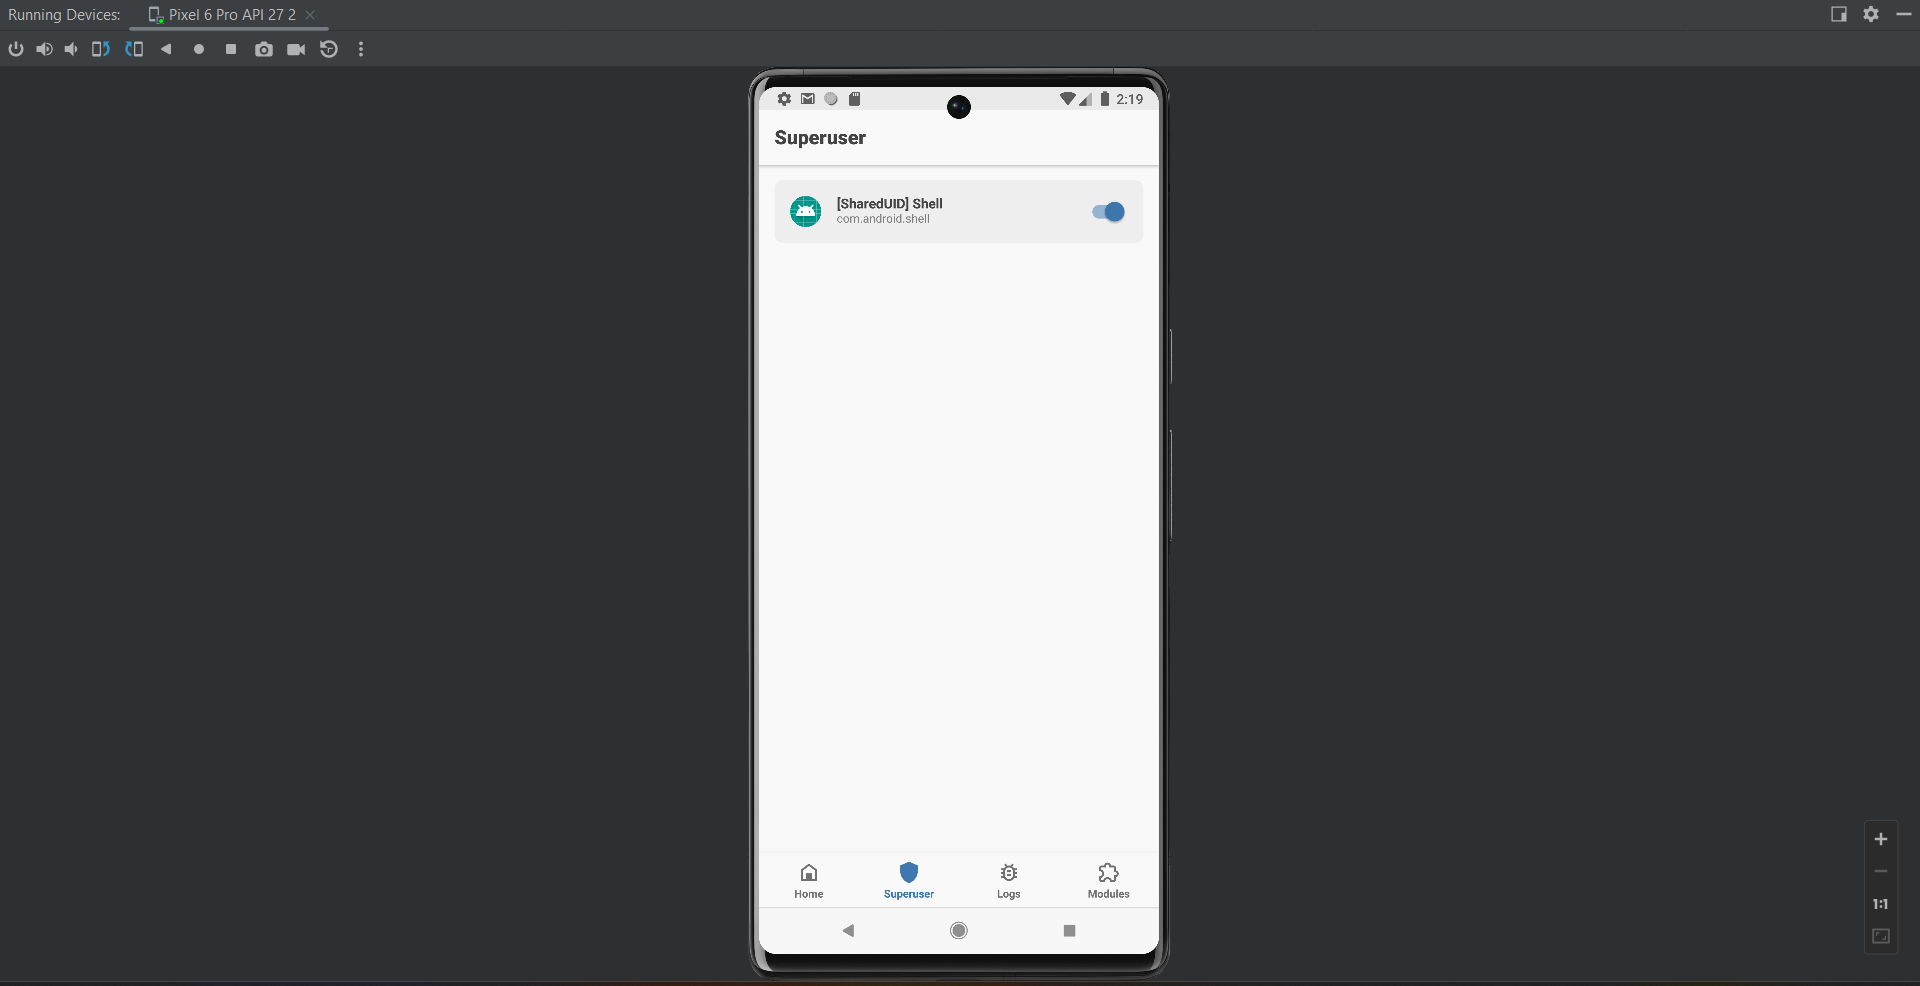 Running Devices:
Pixel 6 Pro API 27 2
2:19
Superuser
[SharedUID] Shell
com.android.shell
Home
Superuser
Logs
Modules
1:1